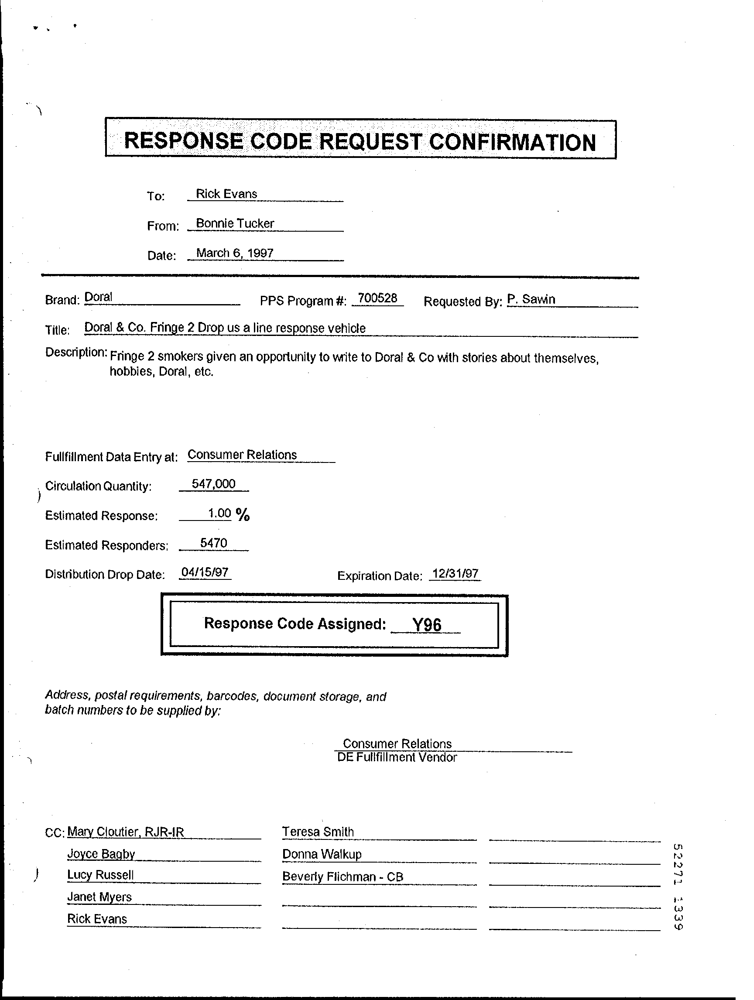 RESPONSE CODE REQUEST CONFIRMATION
To: Rick Evans
From: Bonnie Tucker
Date: March 6, 1997
Brand: Doral PPS Program #: 700528 Requested By: P. Sawin
Title: Doral & Co. Fringe 2 Drop us a line response vehicle
Description: Fringe 2 smokers given an opportunity to write to Doral & Co with stories about themselves,
hobbies, Doral, etc.
Fullfillment Data Entry at: Consumer Relations
Circulation Quantity: 547,000
Estimated Response: 1.00 %
Estimated Responders: 5470
Distribution Drop Date: 04/15/97 Expiration Date: 12/31/97
Response Code Assigned: Y96
Address, postal requirements, barcodes, document storage, and
batch numbers to be supplied by:
Consumer Relations
DE Fullfillment Vendor
CC: Mary Cloutier, RJR-IR Teresa Smith
Joyce Bagby Donna Walkup
Lucy Russell Beverly Flichman - CB
Janet Myers
Rick Evans
52271 1339